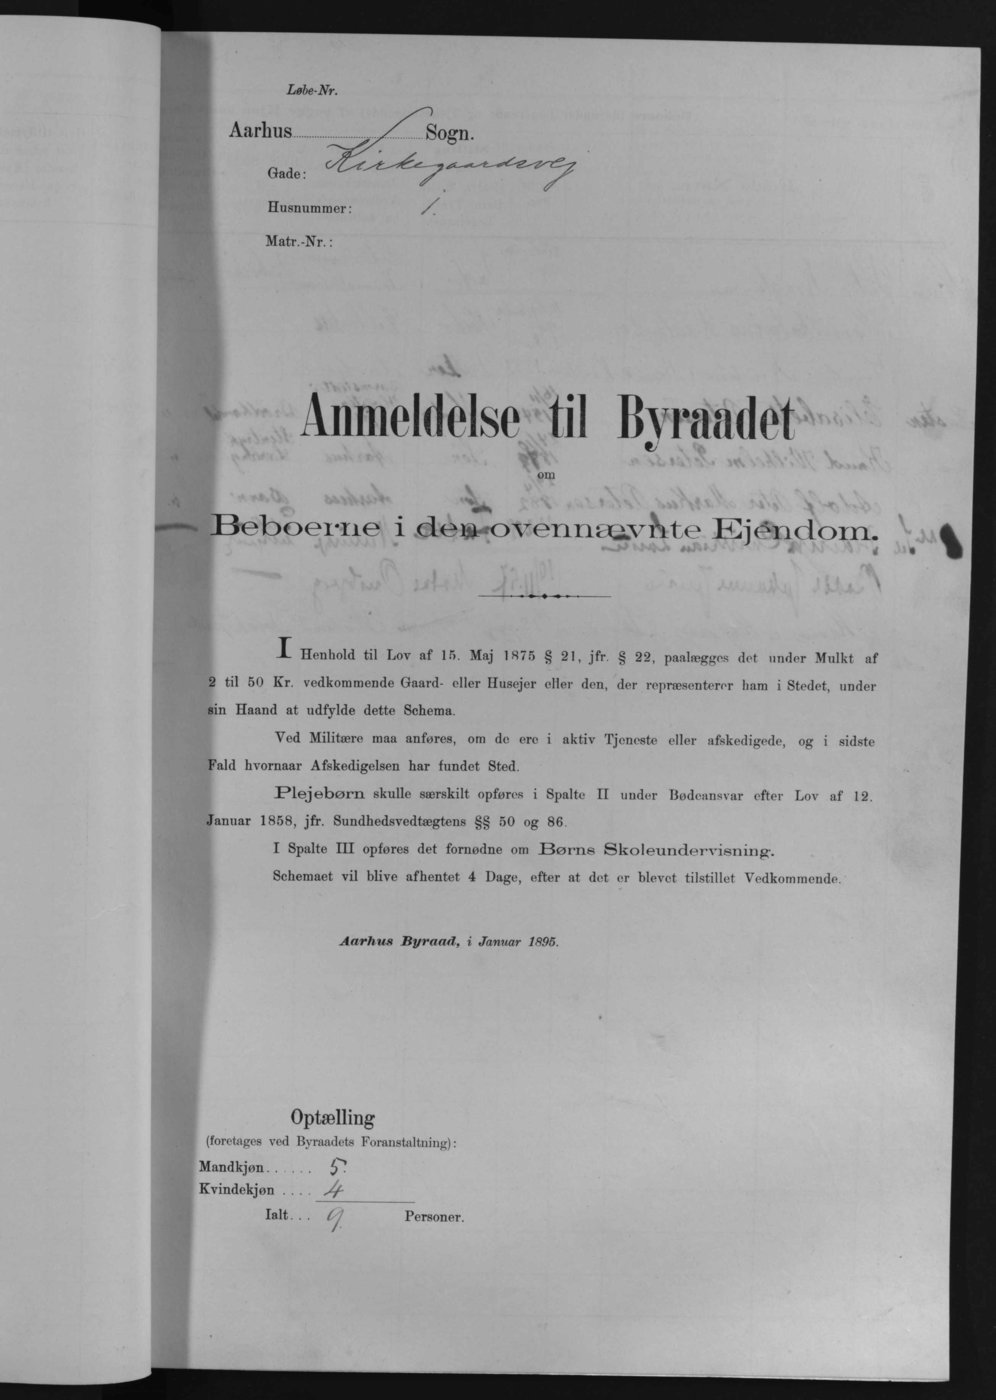 Løbe-Nr.
Aarhus Sogn.
Gade: Kirkegaardsvej
Husnummer: 1.
Matr.-Nr.:
Anmeldelse til Byraadet
om
Beboerne i den ovennævnte Ejendom.
I Henhold til Lov af 15. Maj 1875 § 21, jfr. § 22, paalægges det under Mulkt af
2 til 50 Kr. vedkommende Gaard- eller Husejer eller den, der repræsenterer ham i Stedet, under
sin Haand at udfylde dette Schema.
Ved Militære maa anføres, om de ere i aktiv Tjeneste eller afskedigede, og i sidste
Fald hvornaar Afskedigelsen har fundet Sted.
Plejebørn skulle særskilt opføres i Spalte II under Bødeansvar efter Lov af 12.
Januar 1858, jfr. Sundhedsvedtægtens §§ 50 og 86.
I Spalte III opføres det fornødne om Børns Skoleundervisning.
Schemaet vil blive afhentet 4 Dage, efter at det er blevet tilstillet Vedkommende.
Aarhus Byraad, i Januar 1895.
Optælling
(foretages ved Byraadets Foranstaltning):
Mandkjøn...... 5.
Kvindekjøn .... 4
Ialt... 9. Personer.